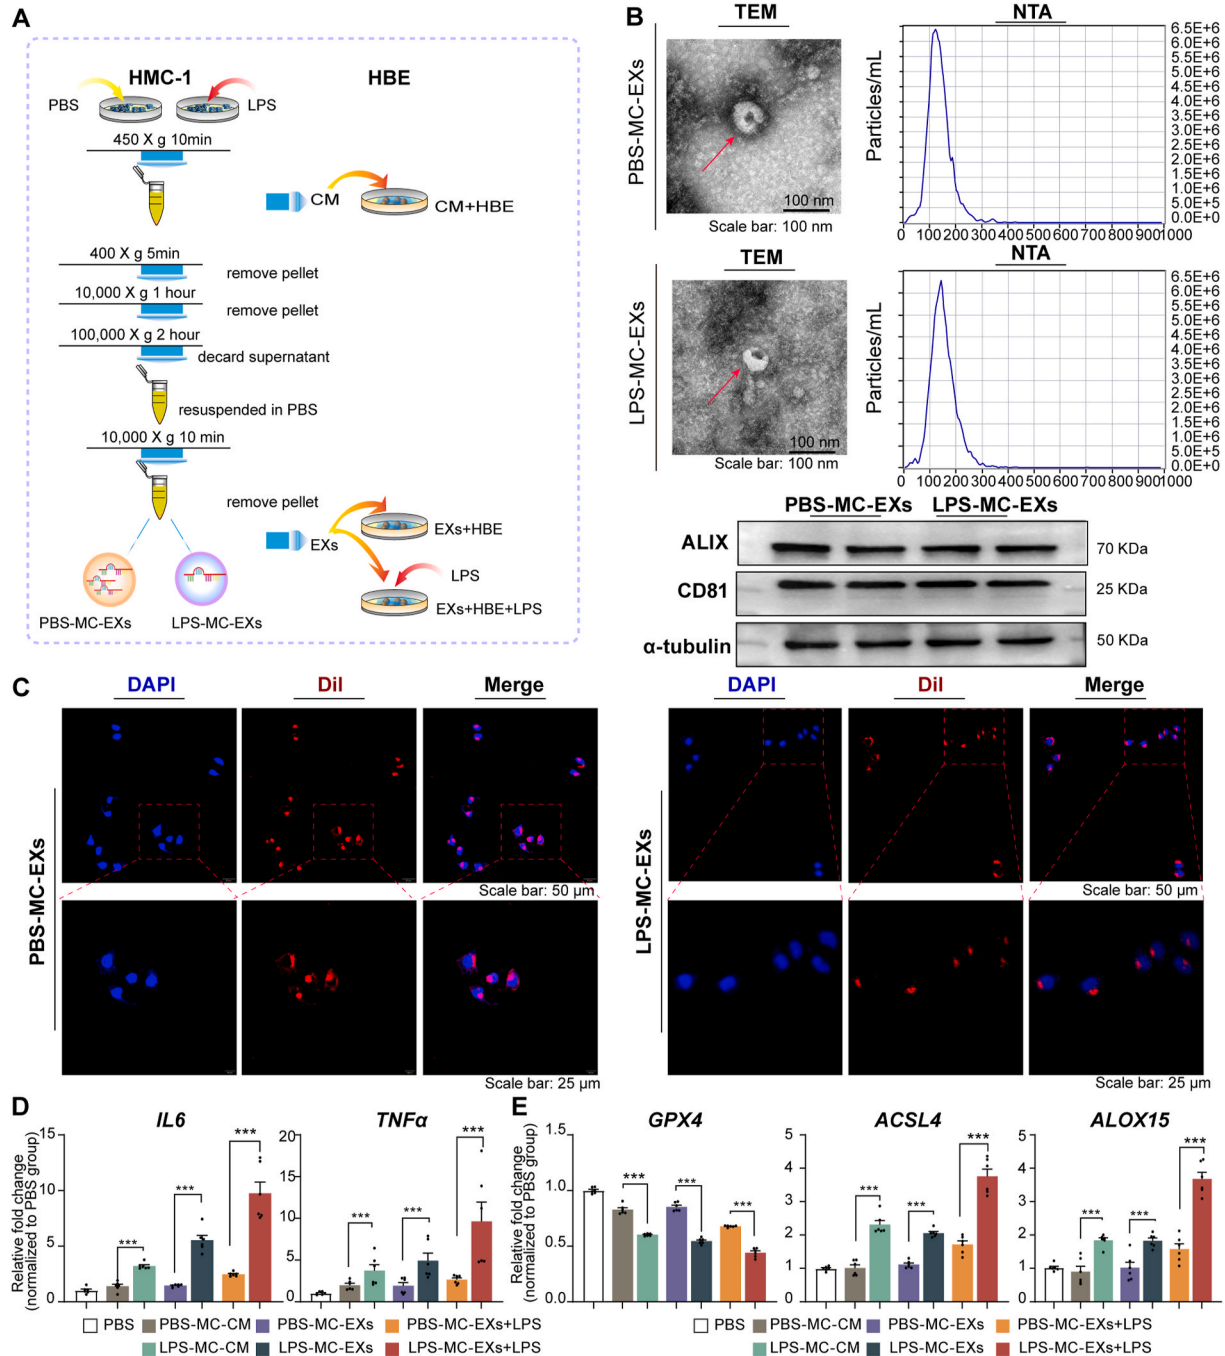 A
HMC-1
HBE
PBS
LPS
450 X g 10min
CM
CM+HBE
400 X g 5min
remove pellet
10,000 X g 1 hour
remove pellet
100,000 X g 2 hour
decard supernatant
resuspended in PBS
10,000 X g 10 min
remove pellet
EXs
EXs+HBE
LPS
EXs+HBE+LPS
PBS-MC-EXs
LPS-MC-EXs
B
TEM
NTA
PBS-MC-EXs
100 nm
Scale bar: 100 nm
Particles/mL
6.5E+6
6.0E+6
5.5E+6
5.0E+6
4.5E+6
4.0E+6
3.5E+6
3.0E+6
2.5E+6
2.0E+6
1.5E+6
1.0E+6
5.0E+5
0.0E+0
0 100 200 300 400 500 600 700 800 900 1000
TEM
NTA
LPS-MC-EXs
100 nm
Scale bar: 100 nm
Particles/mL
6.5E+6
6.0E+6
5.5E+6
5.0E+6
4.5E+6
4.0E+6
3.5E+6
3.0E+6
2.5E+6
2.0E+6
1.5E+6
1.0E+6
5.0E+5
0.0E+0
0 100 200 300 400 500 600 700 800 900 1000
PBS-MC-EXs LPS-MC-EXs
ALIX
70 KDa
CD81
25 KDa
α-tubulin
50 KDa
C
DAPI
Dil
Merge
PBS-MC-EXs
Scale bar: 50 μm
Scale bar: 25 μm
DAPI
Dil
Merge
LPS-MC-EXs
Scale bar: 50 μm
Scale bar: 25 μm
D
Relative fold change
(normalized to PBS group)
IL6
15
10
5
0
***
***
***
TNFα
20
15
10
5
0
***
***
***
PBS PBS-MC-CM PBS-MC-EXs PBS-MC-EXs+LPS
LPS-MC-CM LPS-MC-EXs LPS-MC-EXs+LPS
E
Relative fold change
(normalized to PBS group)
GPX4
1.5
1.0
0.5
0.0
***
***
***
ACSL4
5
4
3
2
1
0
***
***
***
ALOX15
5
4
3
2
1
0
***
***
***
PBS PBS-MC-CM PBS-MC-EXs PBS-MC-EXs+LPS
LPS-MC-CM LPS-MC-EXs LPS-MC-EXs+LPS